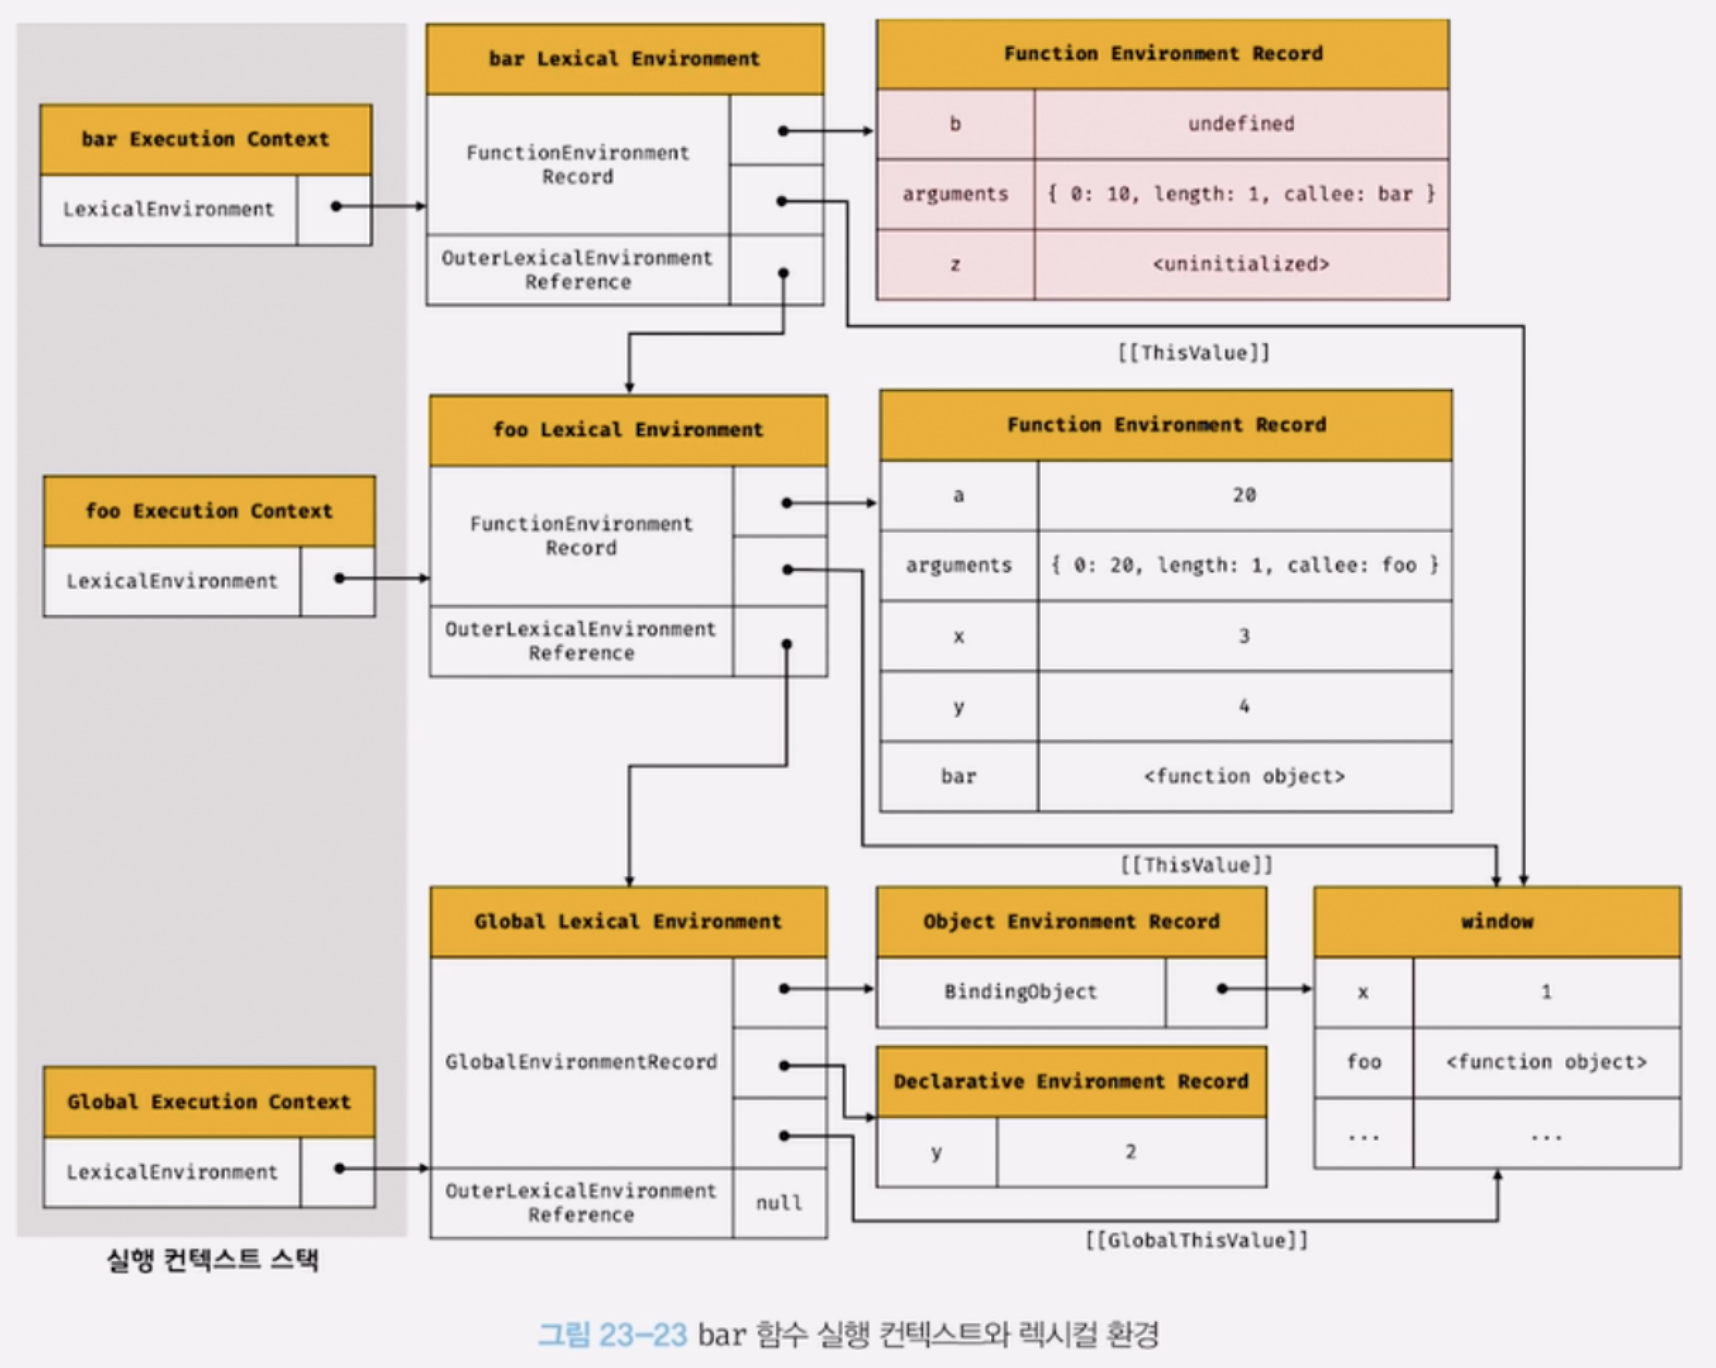 bar Execution Context
LexicalEnvironment
bar Lexical Environment
FunctionEnvironment
Record
OuterLexicalEnvironment
Reference
Function Environment Record
b undefined
arguments { 0: 10, length: 1, callee: bar }
z <uninitialized>
[[ThisValue]]
foo Execution Context
LexicalEnvironment
foo Lexical Environment
FunctionEnvironment
Record
OuterLexicalEnvironment
Reference
Function Environment Record
a 20
arguments { 0: 20, length: 1, callee: foo }
x 3
y 4
bar <function object>
[[ThisValue]]
Global Execution Context
LexicalEnvironment
Global Lexical Environment
GlobalEnvironmentRecord
OuterLexicalEnvironment
Reference
null
Object Environment Record
BindingObject
Declarative Environment Record
y 2
window
x 1
foo <function object>
... ...
[[GlobalThisValue]]
실행 컨텍스트 스택
그림 23-23 bar 함수 실행 컨텍스트와 렉시컬 환경